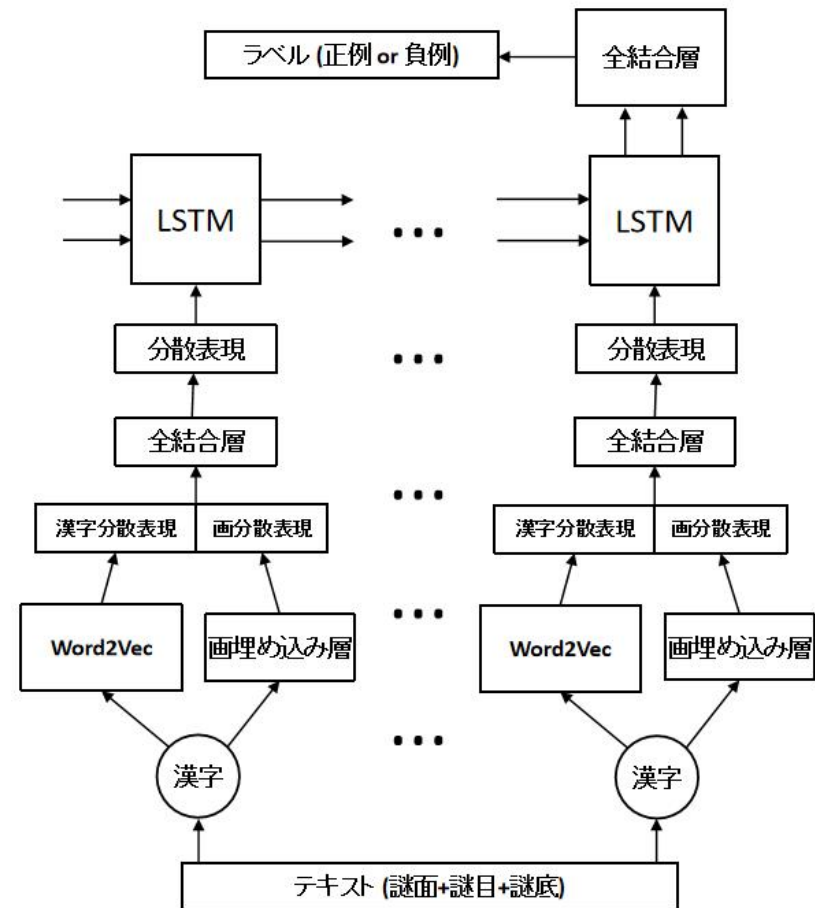 ラベル (正例 or 負例)
全結合層
LSTM
LSTM
分散表現
分散表現
全結合層
全結合層
漢字分散表現
画分散表現
漢字分散表現
画分散表現
Word2Vec
画埋め込み層
Word2Vec
画埋め込み層
漢字
漢字
テキスト (謎面+謎目+謎底)